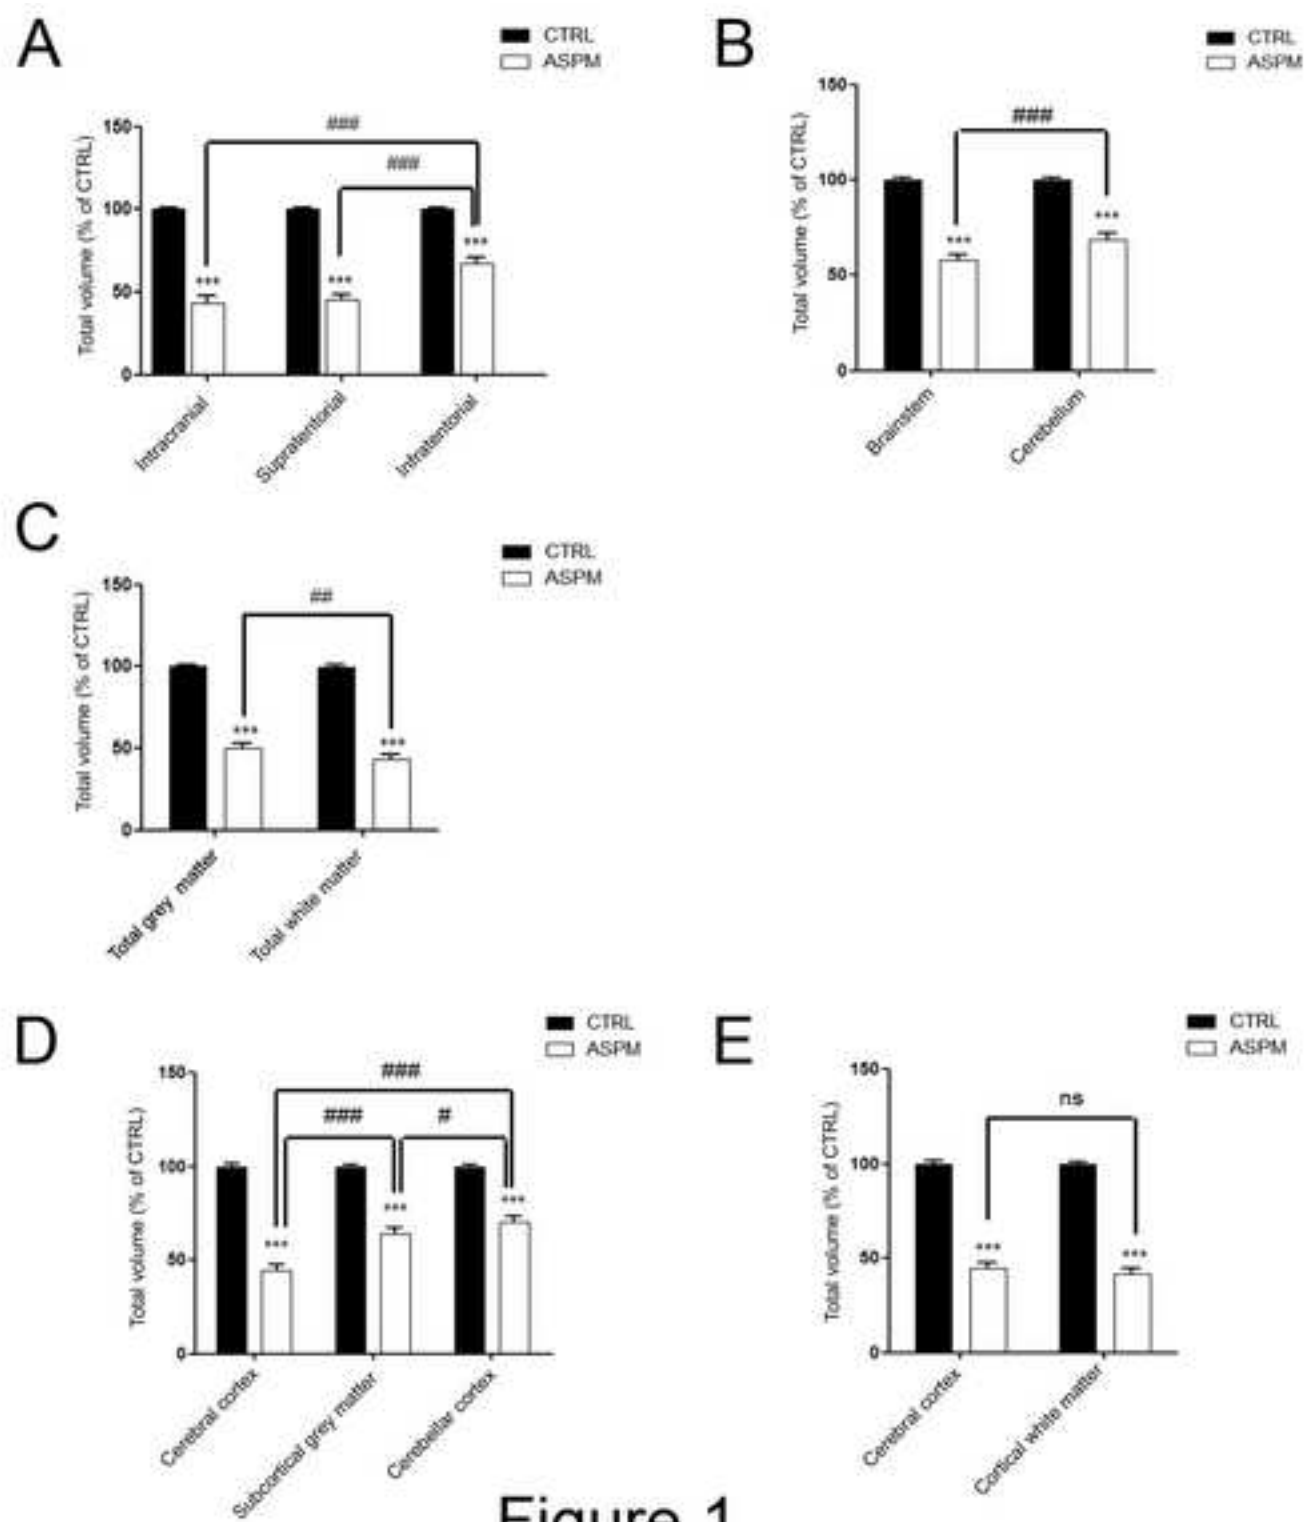 A
CTRL
ASPM
Total volume (% of CTRL)
150
100
50
0
###
###
***
***
***
Intracranial
Supratentorial
Infratentorial
B
CTRL
ASPM
Total volume (% of CTRL)
150
100
50
0
###
***
***
Brainstem
Cerebellum
C
CTRL
ASPM
Total volume (% of CTRL)
150
100
50
0
##
***
***
Total grey matter
Total white matter
D
CTRL
ASPM
Total volume (% of CTRL)
150
100
50
0
###
###
#
***
***
***
Cerebral cortex
Subcortical grey matter
Cerebellar cortex
E
CTRL
ASPM
Total volume (% of CTRL)
150
100
50
0
ns
***
***
Cerebral cortex
Cortical white matter
Figure 1